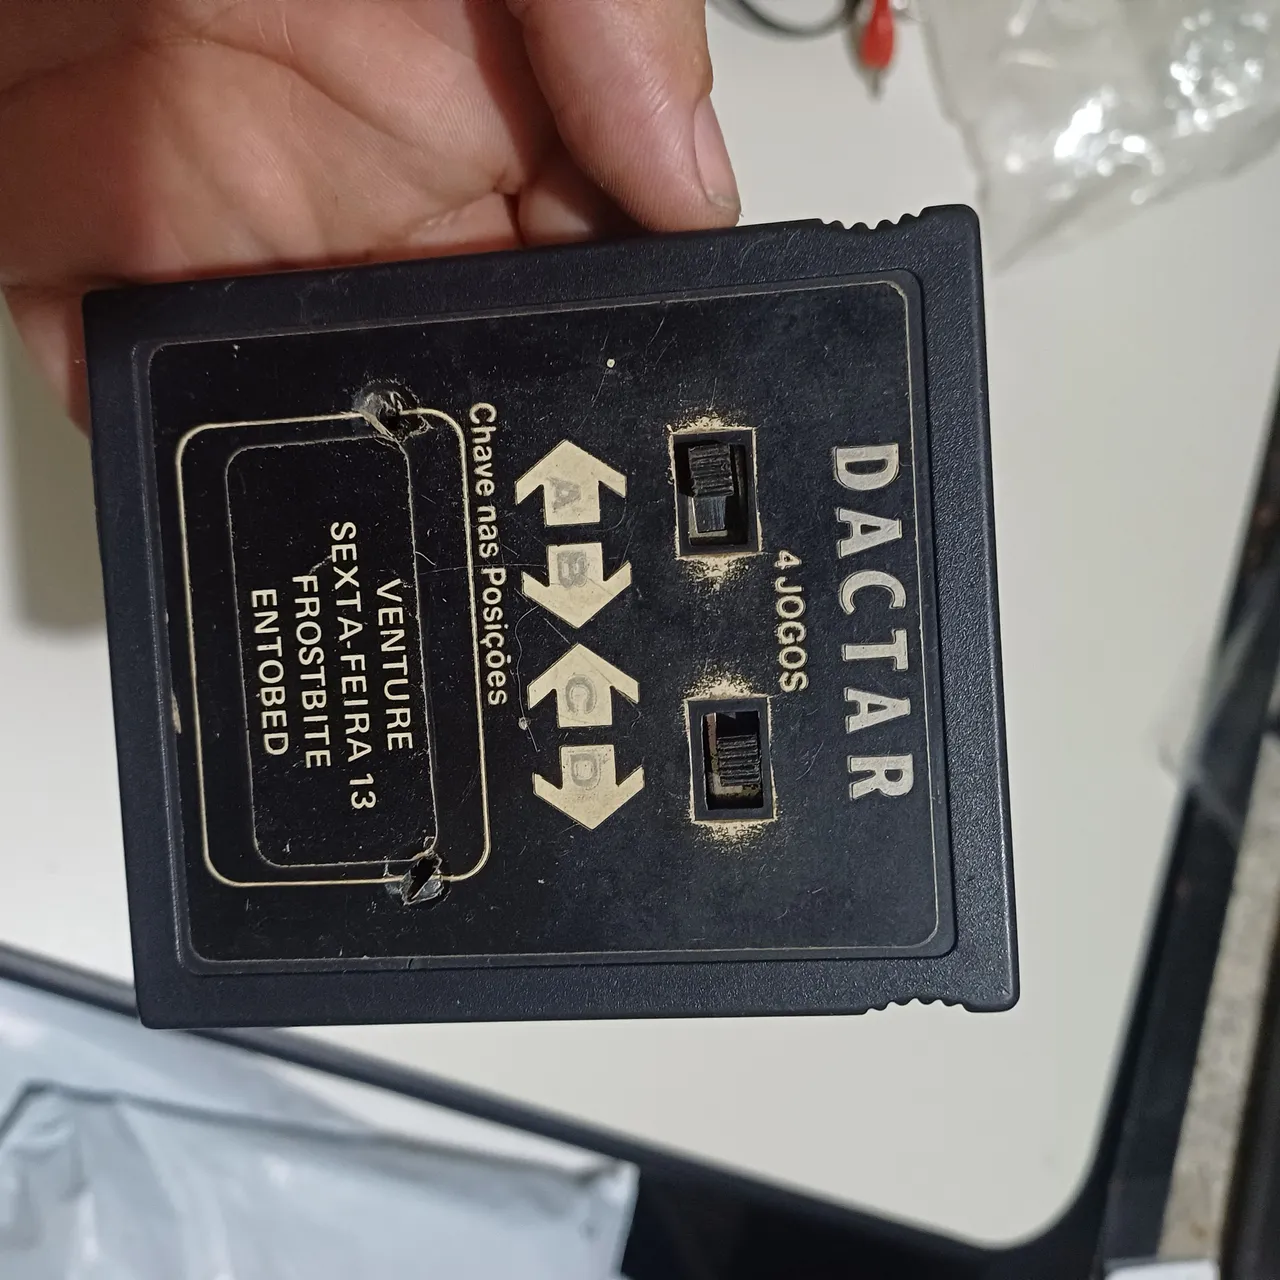 DACTAR
4 JOGOS
A B C D
Chave nas Posições
VENTURE
SEXTA-FEIRA 13
FROSTBITE
ENTOBED